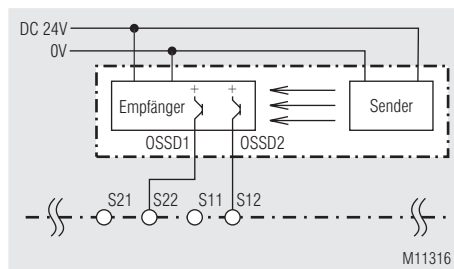 DC 24V
0V
Empfänger
+ +
Sender
OSSD1 OSSD2
S21 S22 S11 S12
M11316